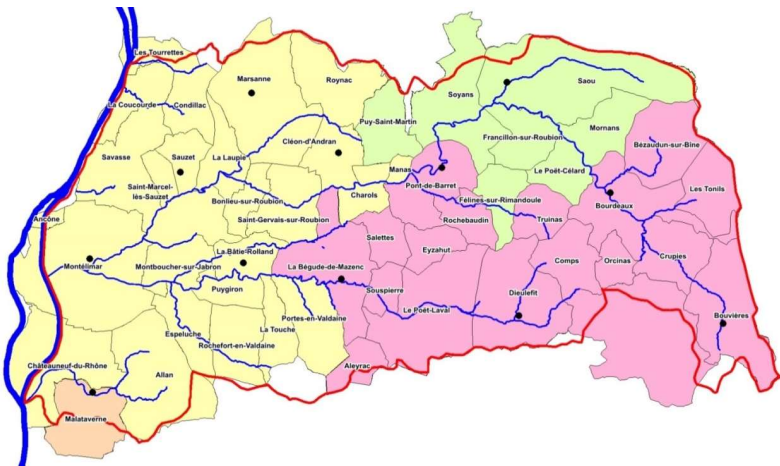 Les Tourrettes
Marsanne
Roynac
Saou
La Coucourde
Condillac
Soyans
Puy-Saint-Martin
Francillon-sur-Roubion
Mornans
Cléon-d'Andran
Bézaudun-sur-Bîne
Savasse
Sauzet
La Laupie
Manas
Le Poët-Célard
Saint-Marcel-
lès-Sauzet
Pont-de-Barret
Les Tonils
Charols
Bonlieu-sur-Roubion
Félines-sur-Rimandoule
Bourdeaux
Ancône
Saint-Gervais-sur-Roubion
Rochebaudin
Truinas
Salettes
La Bâtie-Rolland
Eyzahut
Crupies
Montélimar
Montboucher-sur-Jabron
La Bégude-de-Mazenc
Comps
Orcinas
Puygiron
Souspierre
Dieulefit
Le Poët-Laval
Portes-en-Valdaine
Bouvières
La Touche
Espeluche
Rochefort-en-Valdaine
Châteauneuf-du-Rhône
Aleyrac
Allan
Malataverne